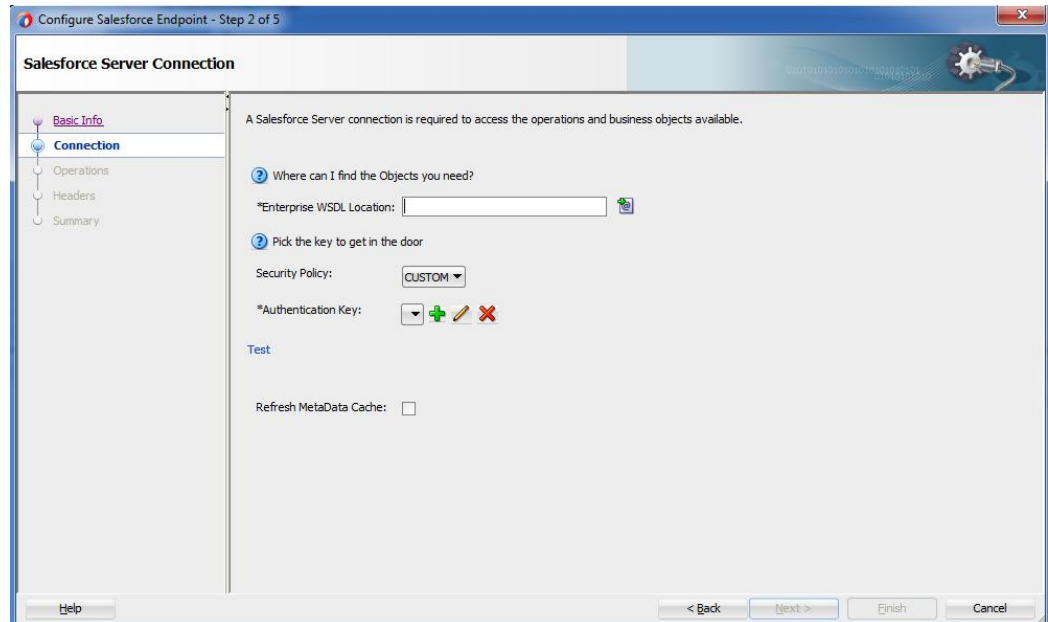 Configure Salesforce Endpoint - Step 2 of 5
Salesforce Server Connection
Basic Info
Connection
Operations
Headers
Summary
A Salesforce Server connection is required to access the operations and business objects available.
Where can I find the Objects you need?
*Enterprise WSDL Location:
Pick the key to get in the door
Security Policy: CUSTOM
*Authentication Key:
Test
Refresh MetaData Cache:
Help < Back Next > Finish Cancel